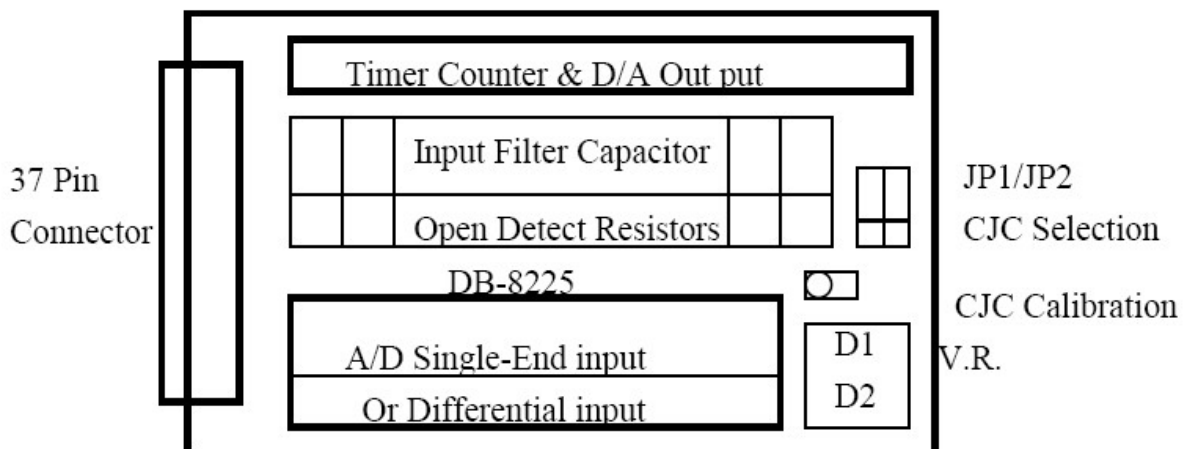 Timer Counter & D/A Out put
Input Filter Capacitor
37 Pin
Connector
JP1/JP2
CJC Selection
Open Detect Resistors
DB-8225
CJC Calibration
V.R.
A/D Single-End input
Or Differential input
D1
D2